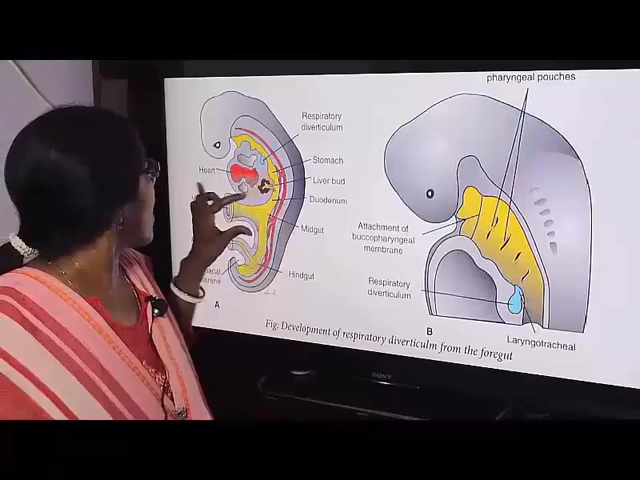 pharyngeal pouches
Respiratory
diverticulum
Heart
Stomach
Liver bud
Duodenum
Midgut
Hindgut
A
Attachment of
buccopharyngeal
membrane
Respiratory
diverticulum
B
Laryngotracheal
Fig: Development of respiratory diverticulm from the foregut
SONY